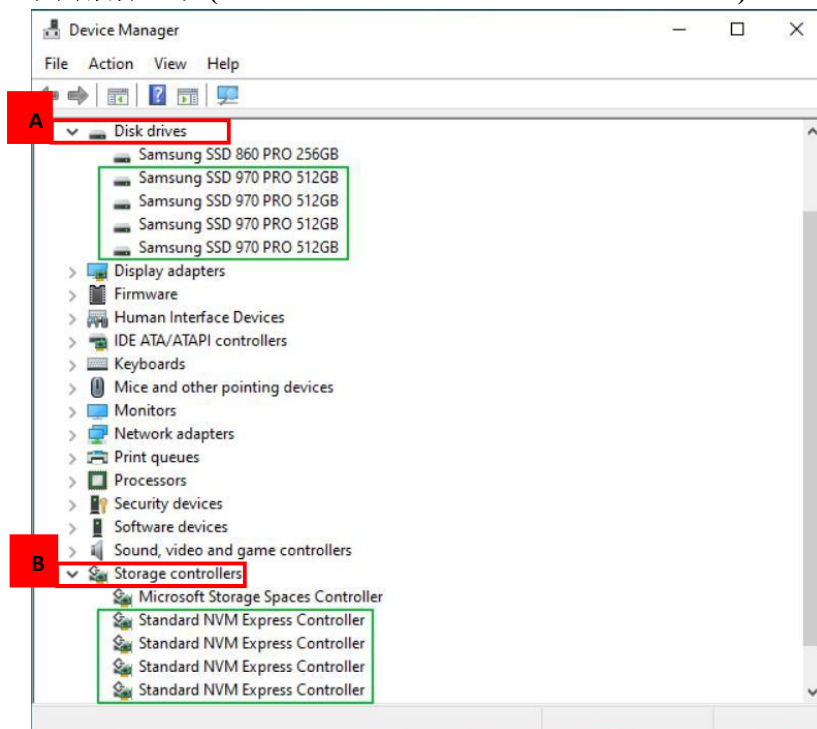 Device Manager
File Action View Help
A
Disk drives
Samsung SSD 860 PRO 256GB
Samsung SSD 970 PRO 512GB
Samsung SSD 970 PRO 512GB
Samsung SSD 970 PRO 512GB
Samsung SSD 970 PRO 512GB
Display adapters
Firmware
Human Interface Devices
IDE ATA/ATAPI controllers
Keyboards
Mice and other pointing devices
Monitors
Network adapters
Print queues
Processors
Security devices
Software devices
Sound, video and game controllers
B
Storage controllers
Microsoft Storage Spaces Controller
Standard NVM Express Controller
Standard NVM Express Controller
Standard NVM Express Controller
Standard NVM Express Controller